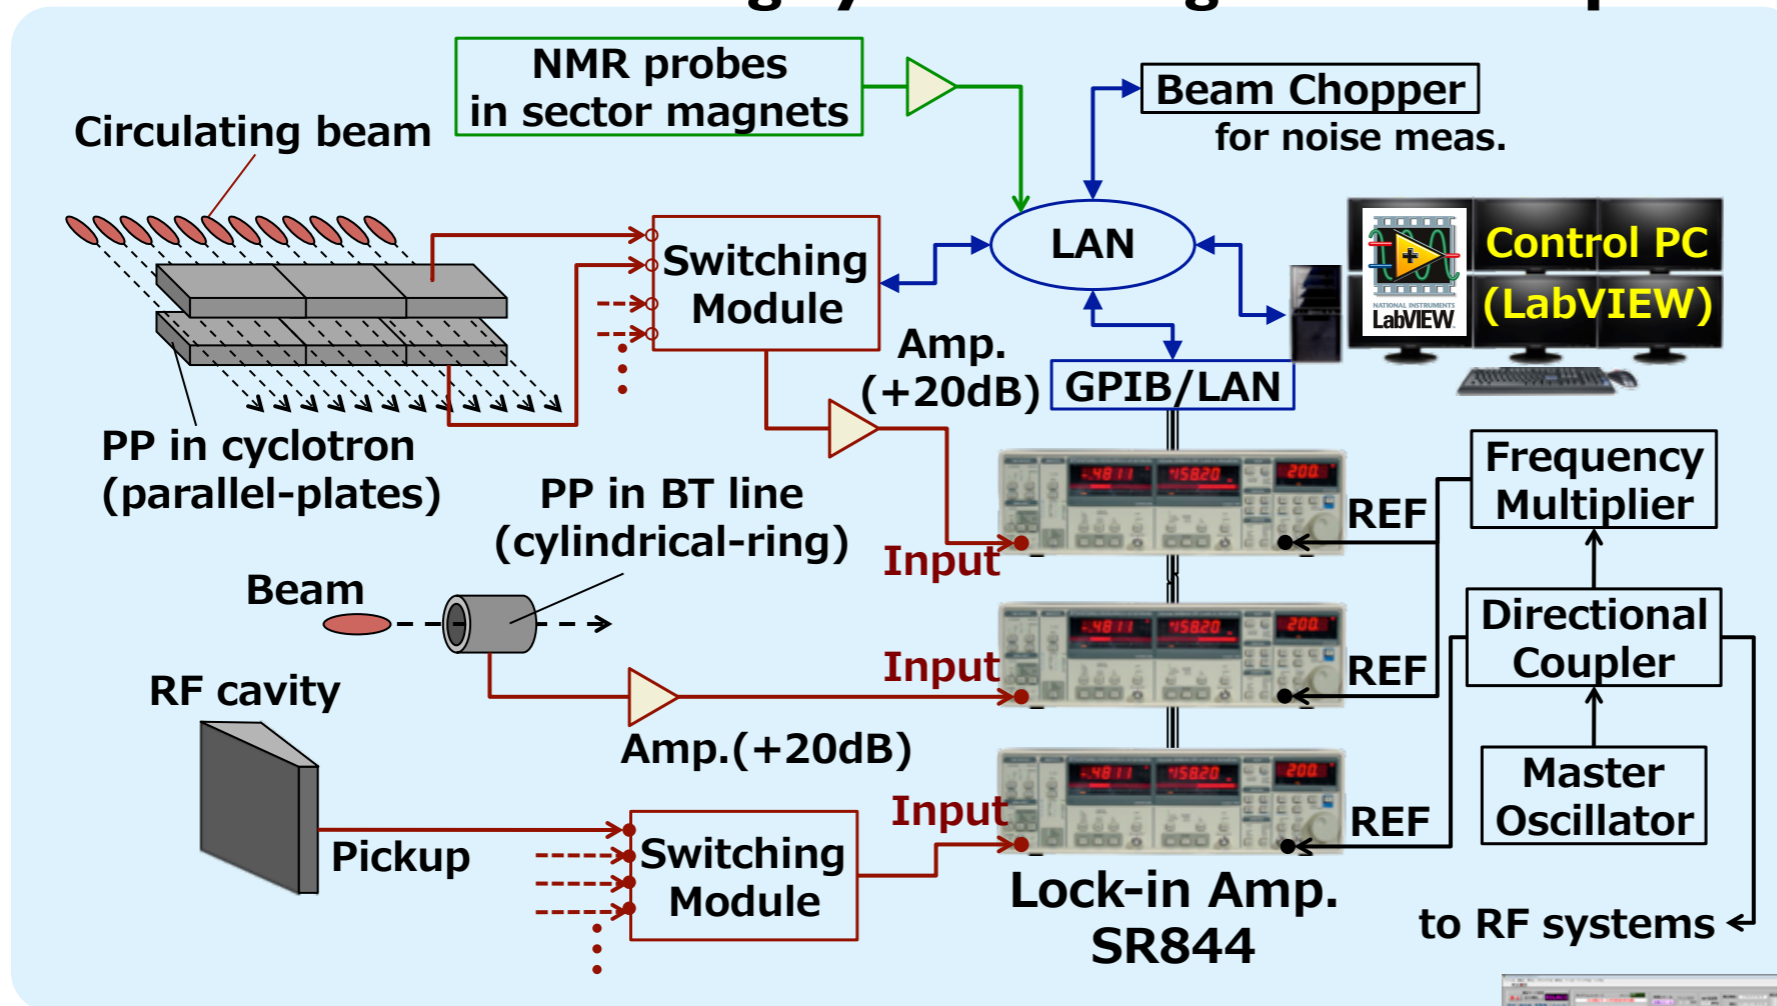 NMR probes
in sector magnets
Beam Chopper
for noise meas.
Circulating beam
Switching
Module
LAN
Control PC
(LabVIEW)
NATIONAL INSTRUMENTS
LabVIEW
Amp.
(+20dB)
GPIB/LAN
PP in cyclotron
(parallel-plates)
PP in BT line
(cylindrical-ring)
Frequency
Multiplier
REF
Input
Beam
Directional
Coupler
REF
Input
RF cavity
Amp.(+20dB)
Master
Oscillator
REF
Input
Pickup
Switching
Module
Lock-in Amp.
SR844
to RF systems